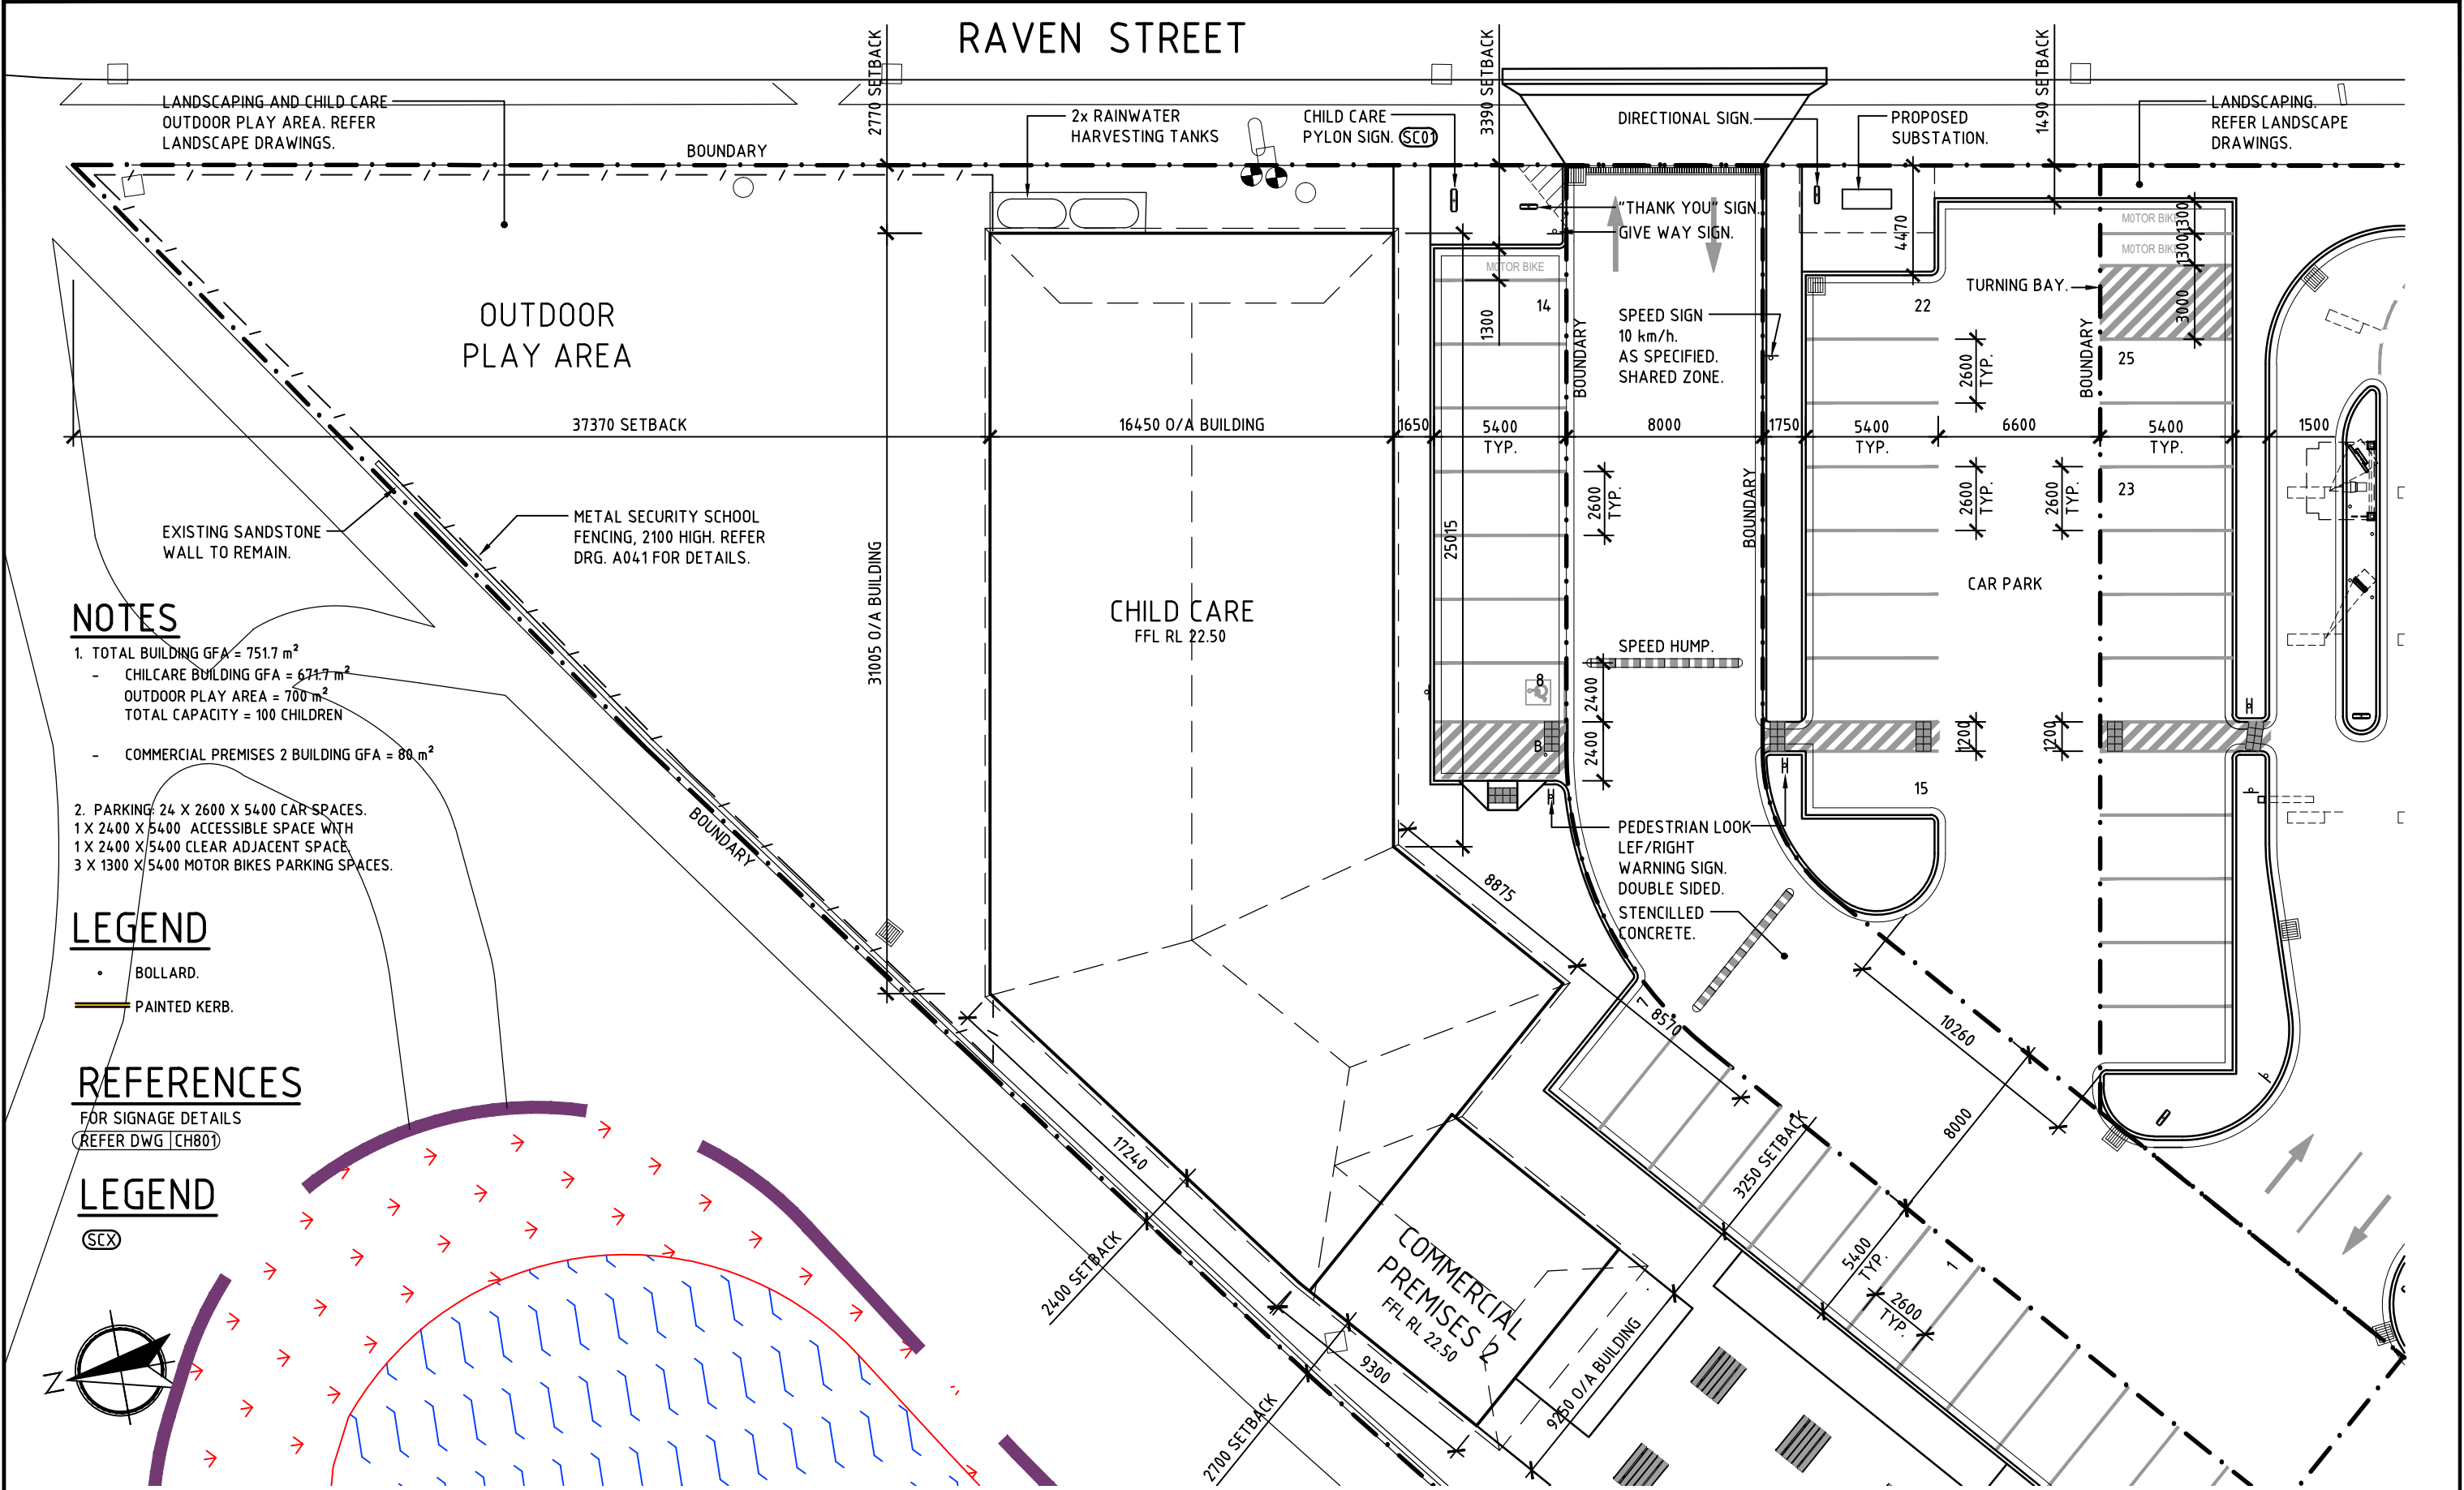 RAVEN STREET
2770 SETBACK
3390 SETBACK
1490 SETBACK
LANDSCAPING AND CHILD CARE
OUTDOOR PLAY AREA. REFER
LANDSCAPE DRAWINGS.
BOUNDARY
2x RAINWATER
HARVESTING TANKS
CHILD CARE
PYLON SIGN. SC01
DIRECTIONAL SIGN.
PROPOSED
SUBSTATION.
LANDSCAPING.
REFER LANDSCAPE
DRAWINGS.
"THANK YOU" SIGN.
GIVE WAY SIGN.
4470
MOTOR BIKE
1300
MOTOR BIKE
1300
MOTOR BIKE
3000
TURNING BAY.
OUTDOOR
PLAY AREA
14
1300
BOUNDARY
SPEED SIGN
10 km/h.
AS SPECIFIED.
SHARED ZONE.
22
2600
TYP.
BOUNDARY
25
37370 SETBACK
16450 O/A BUILDING
1650
5400
TYP.
8000
1750
5400
TYP.
6600
5400
TYP.
1500
EXISTING SANDSTONE
WALL TO REMAIN.
METAL SECURITY SCHOOL
FENCING, 2100 HIGH. REFER
DRG. A041 FOR DETAILS.
31005 O/A BUILDING
25015
2600
TYP.
BOUNDARY
2600
TYP.
2600
TYP.
23
CAR PARK
CHILD CARE
FFL RL 22.50
SPEED HUMP.
8
2400
2400
B
1200
1200
15
NOTES
1. TOTAL BUILDING GFA = 751.7 m²
- CHILCARE BUILDING GFA = 671.7 m²
OUTDOOR PLAY AREA = 700 m²
TOTAL CAPACITY = 100 CHILDREN
- COMMERCIAL PREMISES 2 BUILDING GFA = 80 m²
2. PARKING: 24 X 2600 X 5400 CAR SPACES.
1 X 2400 X 5400 ACCESSIBLE SPACE WITH
1 X 2400 X 5400 CLEAR ADJACENT SPACE
3 X 1300 X 5400 MOTOR BIKES PARKING SPACES.
BOUNDARY
PEDESTRIAN LOOK
LEF/RIGHT
WARNING SIGN.
DOUBLE SIDED.
STENCILLED
CONCRETE.
8875
7
8570
10260
8000
LEGEND
BOLLARD.
PAINTED KERB.
REFERENCES
FOR SIGNAGE DETAILS
REFER DWG CH801
LEGEND
SCX
N
17240
2400 SETBACK
3250 SETBACK
5400
TYP.
1
2600
TYP.
COMMERCIAL
PREMISES 2
FFL RL 22.50
9300
2700 SETBACK
9250 O/A BUILDING